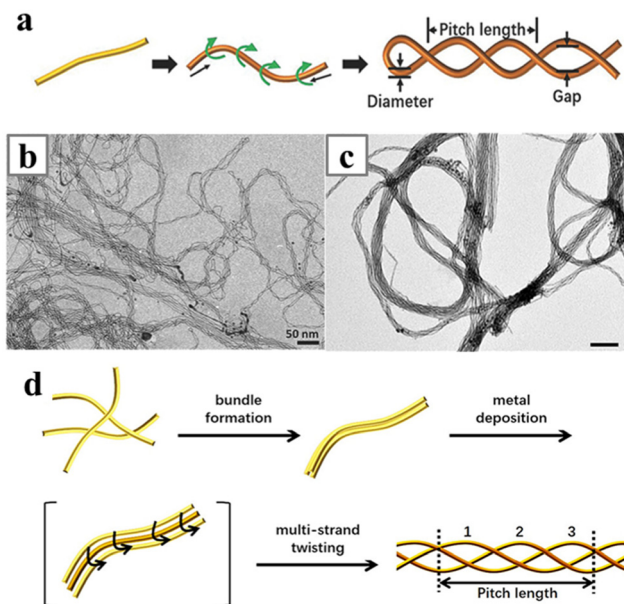 a
Pitch length
Diameter
Gap
b
50 nm
c
d
bundle
formation
metal
deposition
multi-strand
twisting
1 2 3
Pitch length